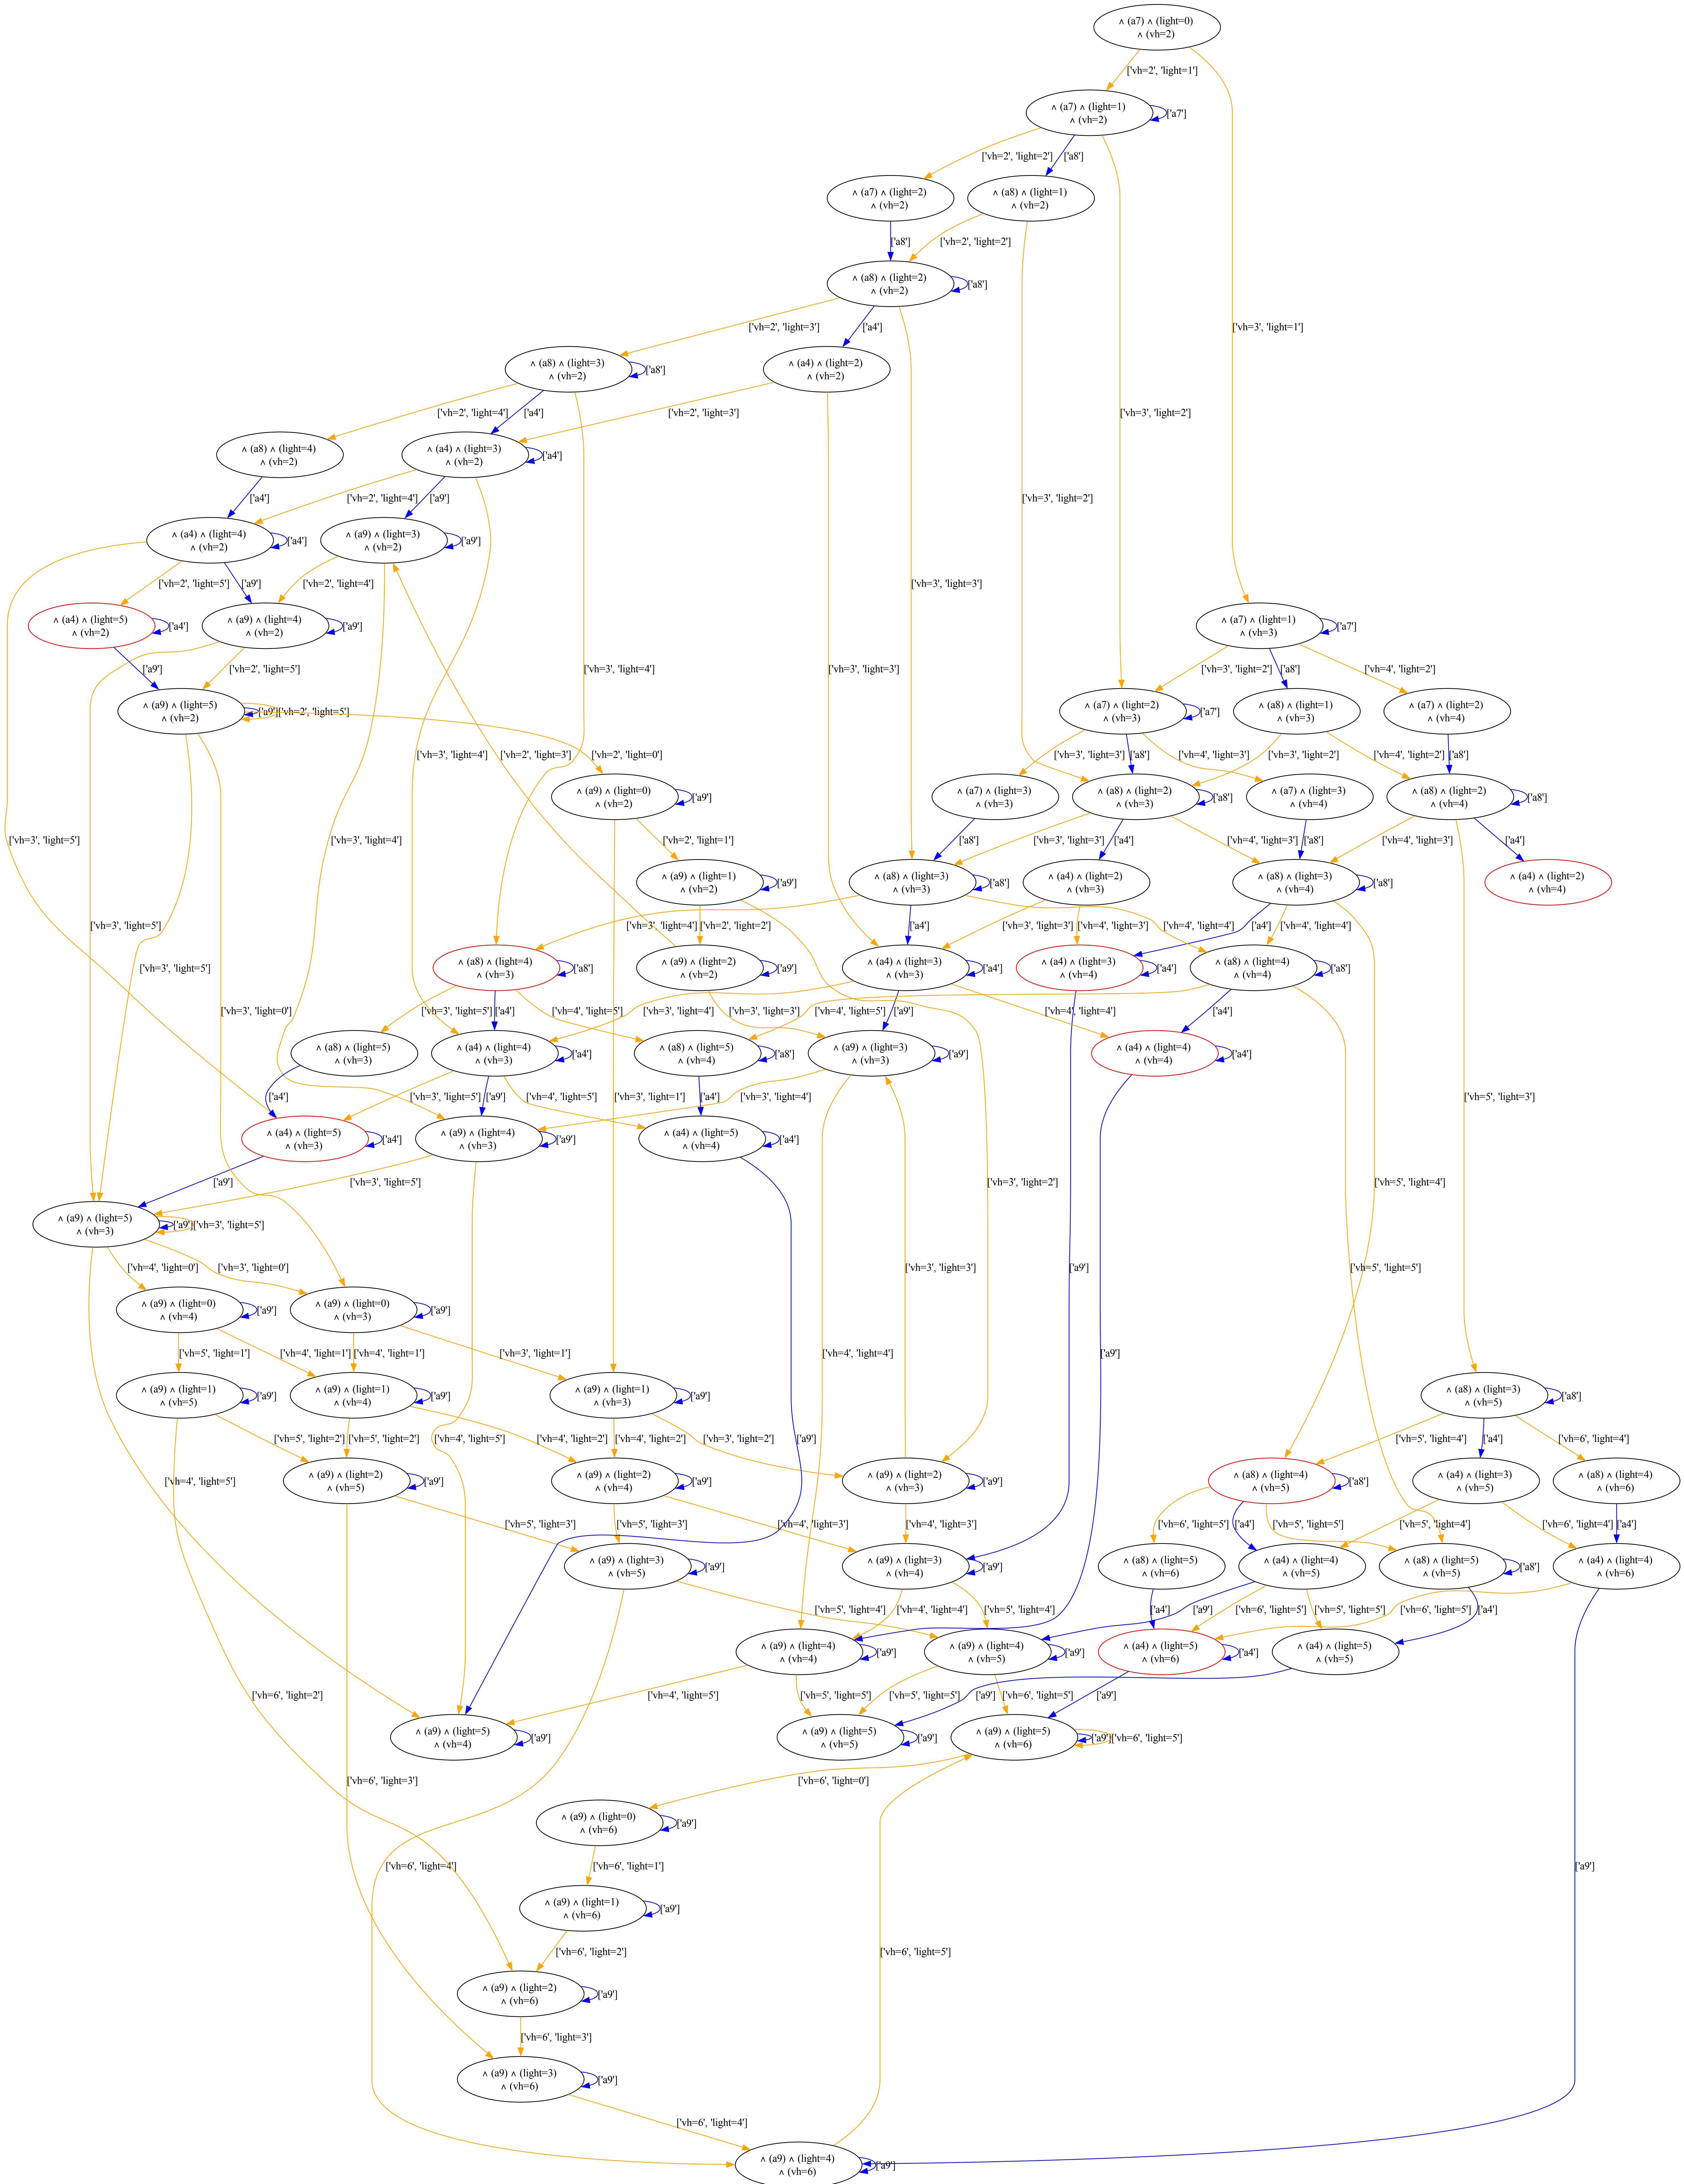 ∧ (a7) ∧ (light=0)
∧ (vh=2)
['vh=2', 'light=1']
∧ (a7) ∧ (light=1)
∧ (vh=2)
['a7']
['vh=2', 'light=2']
['a8']
∧ (a7) ∧ (light=2)
∧ (vh=2)
∧ (a8) ∧ (light=1)
∧ (vh=2)
['a8']
['vh=2', 'light=2']
∧ (a8) ∧ (light=2)
∧ (vh=2)
['a8']
['vh=2', 'light=3']
['a4']
['vh=3', 'light=1']
∧ (a8) ∧ (light=3)
∧ (vh=2)
['a8']
∧ (a4) ∧ (light=2)
∧ (vh=2)
['vh=2', 'light=4']
['a4']
['vh=2', 'light=3']
['vh=3', 'light=2']
∧ (a8) ∧ (light=4)
∧ (vh=2)
∧ (a4) ∧ (light=3)
∧ (vh=2)
['a4']
['a4']
['vh=2', 'light=4']
['a9']
['vh=3', 'light=2']
∧ (a4) ∧ (light=4)
∧ (vh=2)
['a4']
∧ (a9) ∧ (light=3)
∧ (vh=2)
['a9']
['vh=2', 'light=5']
['a9']
['vh=2', 'light=4']
['vh=3', 'light=3']
∧ (a4) ∧ (light=5)
∧ (vh=2)
['a4']
∧ (a9) ∧ (light=4)
∧ (vh=2)
['a9']
∧ (a7) ∧ (light=1)
∧ (vh=3)
['a7']
['a9']
['vh=2', 'light=5']
['vh=3', 'light=4']
['vh=3', 'light=3']
['vh=3', 'light=2']
['a8']
['vh=4', 'light=2']
∧ (a9) ∧ (light=5)
∧ (vh=2)
['a9']
['vh=2', 'light=5']
∧ (a7) ∧ (light=2)
∧ (vh=3)
['a7']
∧ (a8) ∧ (light=1)
∧ (vh=3)
∧ (a7) ∧ (light=2)
∧ (vh=4)
['vh=3', 'light=4']
['vh=2', 'light=3']
['vh=2', 'light=0']
['vh=3', 'light=3']
['a8']
['vh=4', 'light=3']
['vh=3', 'light=2']
['vh=4', 'light=2']
['a8']
∧ (a9) ∧ (light=0)
∧ (vh=2)
['a9']
∧ (a7) ∧ (light=3)
∧ (vh=3)
∧ (a8) ∧ (light=2)
∧ (vh=3)
['a8']
∧ (a7) ∧ (light=3)
∧ (vh=4)
∧ (a8) ∧ (light=2)
∧ (vh=4)
['a8']
['vh=3', 'light=5']
['vh=3', 'light=4']
['vh=2', 'light=1']
['a8']
['vh=3', 'light=3']
['a4']
['vh=4', 'light=3']
['a8']
['vh=4', 'light=3']
['a4']
∧ (a9) ∧ (light=1)
∧ (vh=2)
['a9']
∧ (a8) ∧ (light=3)
∧ (vh=3)
['a8']
∧ (a4) ∧ (light=2)
∧ (vh=3)
∧ (a8) ∧ (light=3)
∧ (vh=4)
['a8']
∧ (a4) ∧ (light=2)
∧ (vh=4)
['vh=3', 'light=5']
['vh=3', 'light=4']
['vh=2', 'light=2']
['a4']
['vh=3', 'light=3']
['vh=4', 'light=3']
['vh=4', 'light=4']
['a4']
['vh=4', 'light=4']
['vh=3', 'light=5']
∧ (a8) ∧ (light=4)
∧ (vh=3)
['a8']
∧ (a9) ∧ (light=2)
∧ (vh=2)
['a9']
∧ (a4) ∧ (light=3)
∧ (vh=3)
['a4']
∧ (a4) ∧ (light=3)
∧ (vh=4)
['a4']
∧ (a8) ∧ (light=4)
∧ (vh=4)
['a8']
['vh=3', 'light=0']
['vh=3', 'light=5']
['a4']
['vh=4', 'light=5']
['vh=3', 'light=4']
['vh=3', 'light=3']
['vh=4', 'light=5']
['a9']
['vh=4', 'light=4']
['a4']
∧ (a8) ∧ (light=5)
∧ (vh=3)
∧ (a4) ∧ (light=4)
∧ (vh=3)
['a4']
∧ (a8) ∧ (light=5)
∧ (vh=4)
['a8']
∧ (a9) ∧ (light=3)
∧ (vh=3)
['a9']
∧ (a4) ∧ (light=4)
∧ (vh=4)
['a4']
['a4']
['vh=3', 'light=5']
['a9']
['vh=4', 'light=5']
['vh=3', 'light=1']
['a4']
['vh=3', 'light=4']
['vh=5', 'light=3']
∧ (a4) ∧ (light=5)
∧ (vh=3)
['a4']
∧ (a9) ∧ (light=4)
∧ (vh=3)
['a9']
∧ (a4) ∧ (light=5)
∧ (vh=4)
['a4']
['a9']
['vh=3', 'light=5']
['vh=3', 'light=2']
['vh=5', 'light=4']
∧ (a9) ∧ (light=5)
∧ (vh=3)
['a9']
['vh=3', 'light=5']
['vh=4', 'light=0']
['vh=3', 'light=0']
['vh=3', 'light=3']
['a9']
['vh=5', 'light=5']
∧ (a9) ∧ (light=0)
∧ (vh=4)
['a9']
∧ (a9) ∧ (light=0)
∧ (vh=3)
['a9']
['vh=5', 'light=1']
['vh=4', 'light=1']
['vh=4', 'light=1']
['vh=3', 'light=1']
['vh=4', 'light=4']
['a9']
∧ (a9) ∧ (light=1)
∧ (vh=5)
['a9']
∧ (a9) ∧ (light=1)
∧ (vh=4)
['a9']
∧ (a9) ∧ (light=1)
∧ (vh=3)
['a9']
∧ (a8) ∧ (light=3)
∧ (vh=5)
['a8']
['vh=4', 'light=5']
['vh=5', 'light=2']
['vh=5', 'light=2']
['vh=4', 'light=5']
['vh=4', 'light=2']
['vh=4', 'light=2']
['vh=3', 'light=2']
['a9']
['vh=5', 'light=4']
['a4']
['vh=6', 'light=4']
∧ (a9) ∧ (light=2)
∧ (vh=5)
['a9']
∧ (a9) ∧ (light=2)
∧ (vh=4)
['a9']
∧ (a9) ∧ (light=2)
∧ (vh=3)
['a9']
∧ (a8) ∧ (light=4)
∧ (vh=5)
['a8']
∧ (a4) ∧ (light=3)
∧ (vh=5)
∧ (a8) ∧ (light=4)
∧ (vh=6)
['vh=5', 'light=3']
['vh=5', 'light=3']
['vh=4', 'light=3']
['vh=4', 'light=3']
['vh=6', 'light=5']
['a4']
['vh=5', 'light=5']
['vh=5', 'light=4']
['vh=6', 'light=4']
['a4']
∧ (a9) ∧ (light=3)
∧ (vh=5)
['a9']
∧ (a9) ∧ (light=3)
∧ (vh=4)
['a9']
∧ (a8) ∧ (light=5)
∧ (vh=6)
∧ (a4) ∧ (light=4)
∧ (vh=5)
∧ (a8) ∧ (light=5)
∧ (vh=5)
['a8']
∧ (a4) ∧ (light=4)
∧ (vh=6)
['vh=5', 'light=4']
['vh=4', 'light=4']
['vh=5', 'light=4']
['a4']
['a9']
['vh=6', 'light=5']
['vh=5', 'light=5']
['vh=6', 'light=5']
['a4']
∧ (a9) ∧ (light=4)
∧ (vh=4)
['a9']
∧ (a9) ∧ (light=4)
∧ (vh=5)
['a9']
∧ (a4) ∧ (light=5)
∧ (vh=6)
['a4']
∧ (a4) ∧ (light=5)
∧ (vh=5)
['vh=6', 'light=2']
['vh=4', 'light=5']
['vh=5', 'light=5']
['vh=5', 'light=5']
['a9']
['vh=6', 'light=5']
['a9']
∧ (a9) ∧ (light=5)
∧ (vh=4)
['a9']
∧ (a9) ∧ (light=5)
∧ (vh=5)
['a9']
∧ (a9) ∧ (light=5)
∧ (vh=6)
['a9']
['vh=6', 'light=5']
['vh=6', 'light=3']
['vh=6', 'light=0']
∧ (a9) ∧ (light=0)
∧ (vh=6)
['a9']
['vh=6', 'light=4']
['vh=6', 'light=1']
['a9']
∧ (a9) ∧ (light=1)
∧ (vh=6)
['a9']
['vh=6', 'light=2']
['vh=6', 'light=5']
∧ (a9) ∧ (light=2)
∧ (vh=6)
['a9']
['vh=6', 'light=3']
∧ (a9) ∧ (light=3)
∧ (vh=6)
['a9']
['vh=6', 'light=4']
∧ (a9) ∧ (light=4)
∧ (vh=6)
['a9']